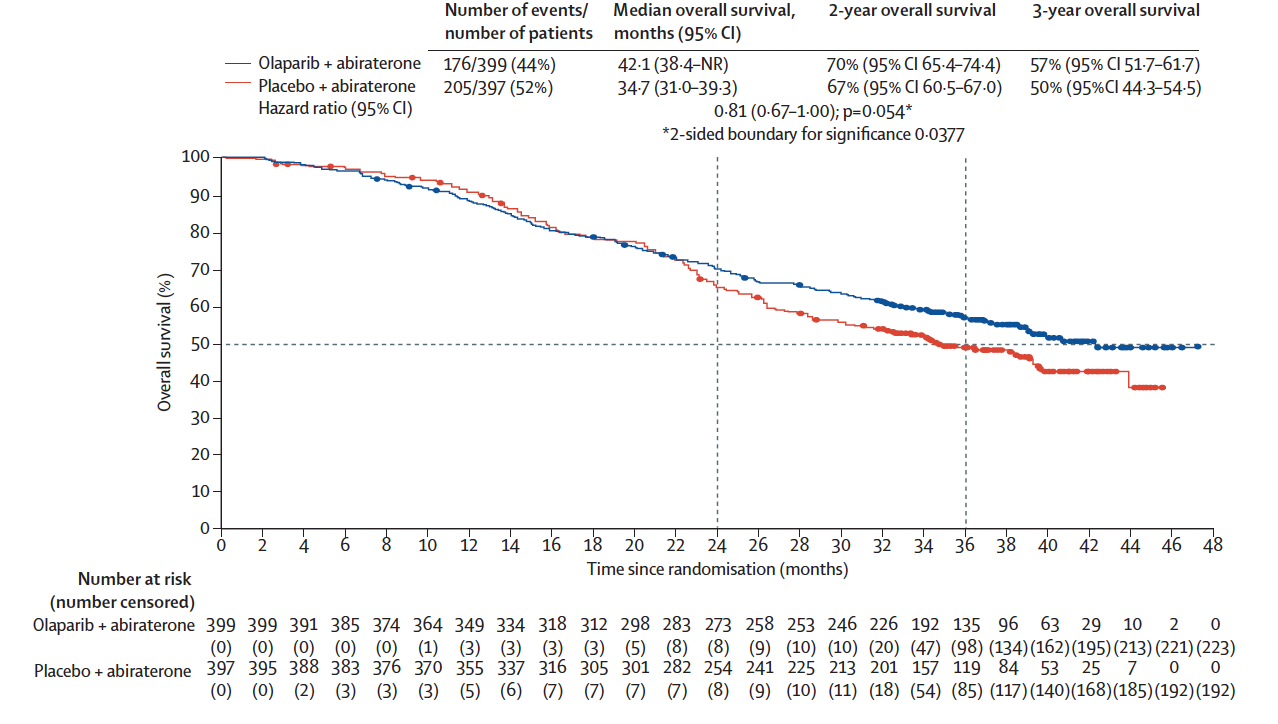 Number of events/ Median overall survival, 2-year overall survival 3-year overall survival
number of patients months (95% CI)
Olaparib + abiraterone 176/399 (44%) 42·1 (38·4–NR) 70% (95% CI 65·4–74·4) 57% (95% CI 51·7–61·7)
Placebo + abiraterone 205/397 (52%) 34·7 (31·0–39·3) 67% (95% CI 60·5–67·0) 50% (95%CI 44·3–54·5)
Hazard ratio (95% CI) 0·81 (0·67–1·00); p=0·054*
*2-sided boundary for significance 0·0377
100
90
80
70
60
50
40
30
20
10
0
Overall survival (%)
0 2 4 6 8 10 12 14 16 18 20 22 24 26 28 30 32 34 36 38 40 42 44 46 48
Time since randomisation (months)
Number at risk
(number censored)
Olaparib + abiraterone 399 399 391 385 374 364 349 334 318 312 298 283 273 258 253 246 226 192 135 96 63 29 10 2 0
(0) (0) (0) (0) (0) (1) (3) (3) (3) (3) (5) (8) (8) (9) (10) (10) (20) (47) (98) (134) (162) (195) (213) (221) (223)
Placebo + abiraterone 397 395 388 383 376 370 355 337 316 305 301 282 254 241 225 213 201 157 119 84 53 25 7 0 0
(0) (0) (2) (3) (3) (3) (5) (6) (7) (7) (7) (7) (8) (9) (10) (11) (18) (54) (85) (117) (140) (168) (185) (192) (192)